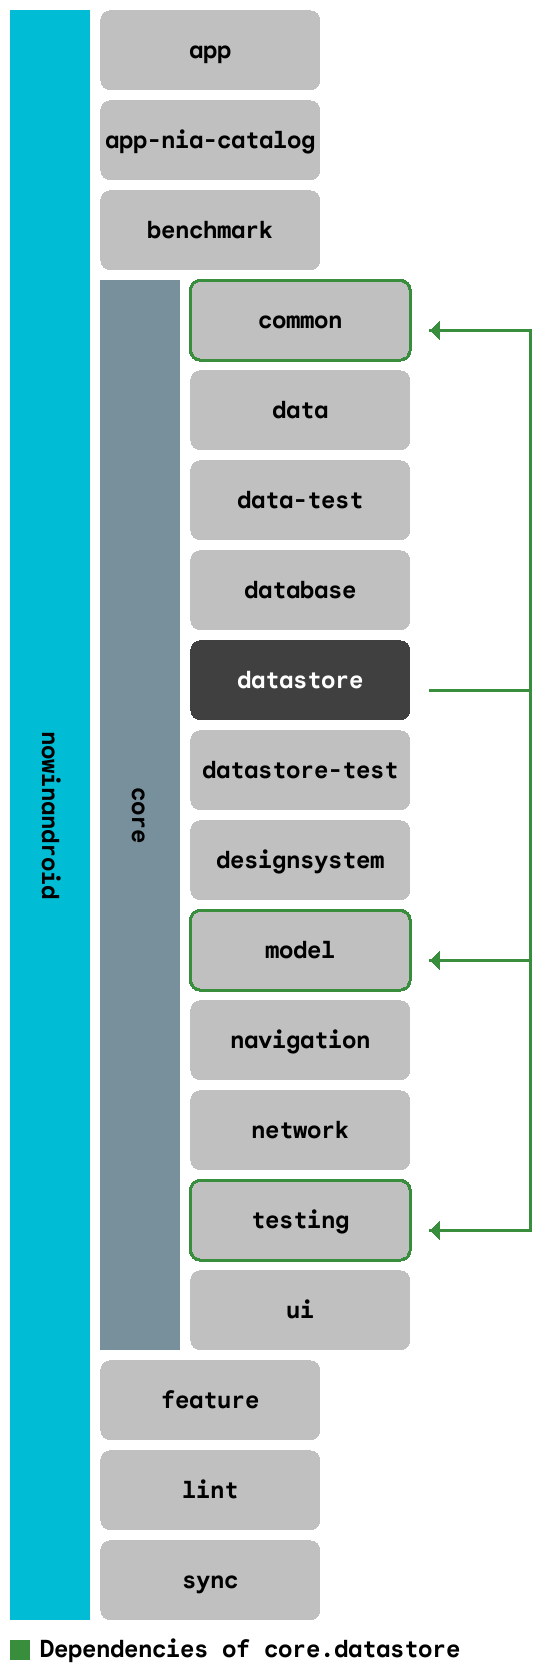 app
app-nia-catalog
benchmark
common
data
data-test
database
datastore
datastore-test
designsystem
model
navigation
network
testing
ui
feature
lint
sync
nowinandroid
core
Dependencies of core.datastore